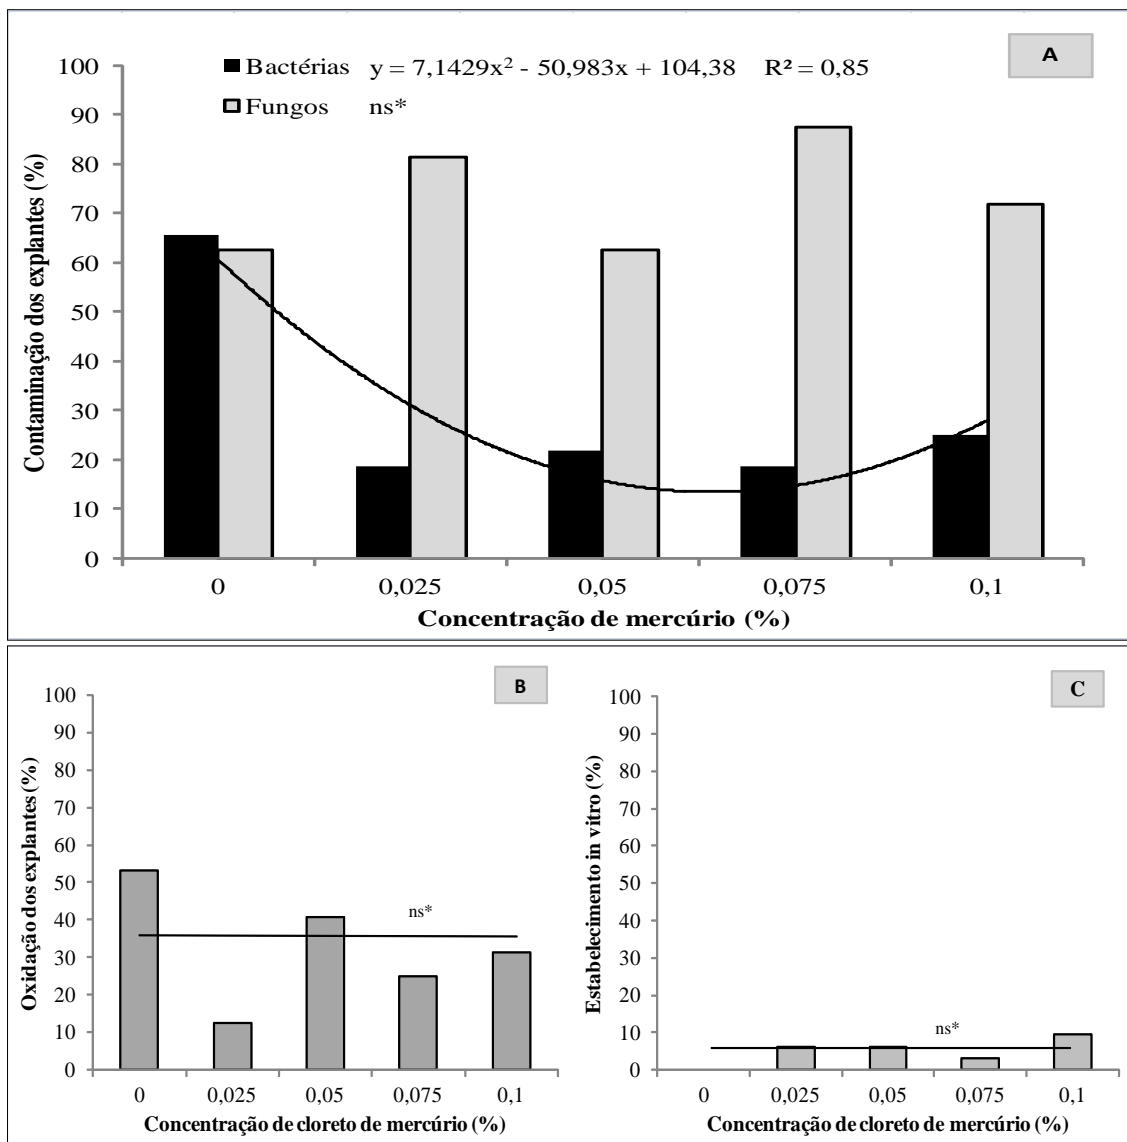 A
Bactérias y = 7,1429x² - 50,983x + 104,38 R² = 0,85
Fungos ns*
Contaminação dos explantes (%)
100
90
80
70
60
50
40
30
20
10
0
0 0,025 0,05 0,075 0,1
Concentração de mercúrio (%)
B
Oxidação dos explantes (%)
100
90
80
70
60
50
40
30
20
10
0
ns*
0 0,025 0,05 0,075 0,1
Concentração de cloreto de mercúrio (%)
C
Estabelecimento in vitro (%)
100
90
80
70
60
50
40
30
20
10
0
ns*
0 0,025 0,05 0,075 0,1
Concentração de cloreto de mercúrio (%)